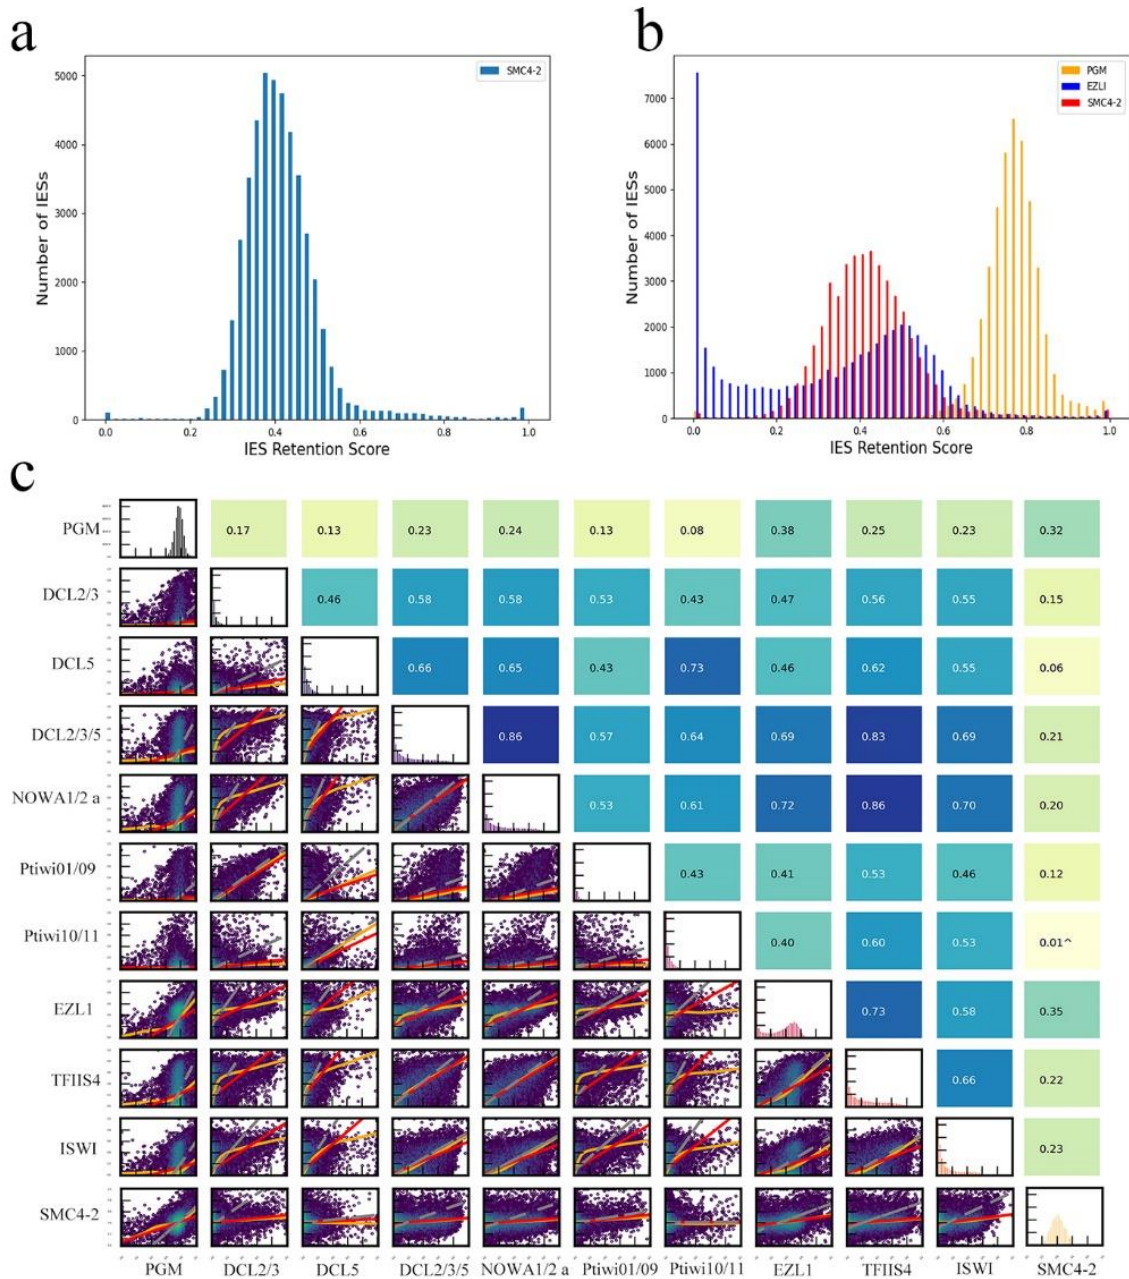 a
b
SMC4-2
5000
4000
3000
2000
1000
0
Number of IESs
0.0 0.2 0.4 0.6 0.8 1.0
IES Retention Score
PGM
EZLI
SMC4-2
7000
6000
5000
4000
3000
2000
1000
0
Number of IESs
0.0 0.2 0.4 0.6 0.8 1.0
IES Retention Score
c
PGM 0.17 0.13 0.23 0.24 0.13 0.08 0.38 0.25 0.23 0.32
DCL2/3 0.46 0.58 0.58 0.53 0.43 0.47 0.56 0.55 0.15
DCL5 0.66 0.65 0.43 0.73 0.46 0.62 0.55 0.06
DCL2/3/5 0.86 0.57 0.64 0.69 0.83 0.69 0.21
NOWA1/2 a 0.53 0.61 0.72 0.86 0.70 0.20
Ptiwi01/09 0.43 0.41 0.53 0.46 0.12
Ptiwi10/11 0.40 0.60 0.53 0.01^
EZL1 0.73 0.58 0.35
TFIIS4 0.66 0.22
ISWI 0.23
SMC4-2
PGM DCL2/3 DCL5 DCL2/3/5 NOWA1/2 a Ptiwi01/09 Ptiwi10/11 EZL1 TFIIS4 ISWI SMC4-2